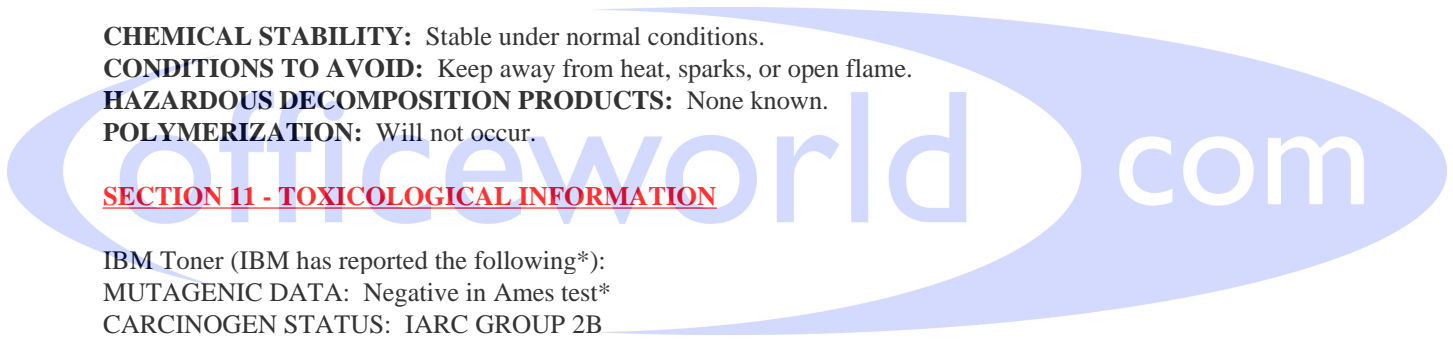 CHEMICAL STABILITY: Stable under normal conditions.
CONDITIONS TO AVOID: Keep away from heat, sparks, or open flame.
HAZARDOUS DECOMPOSITION PRODUCTS: None known.
POLYMERIZATION: Will not occur.
officeworld com
SECTION 11 - TOXICOLOGICAL INFORMATION
IBM Toner (IBM has reported the following*):
MUTAGENIC DATA: Negative in Ames test*
CARCINOGEN STATUS: IARC GROUP 2B